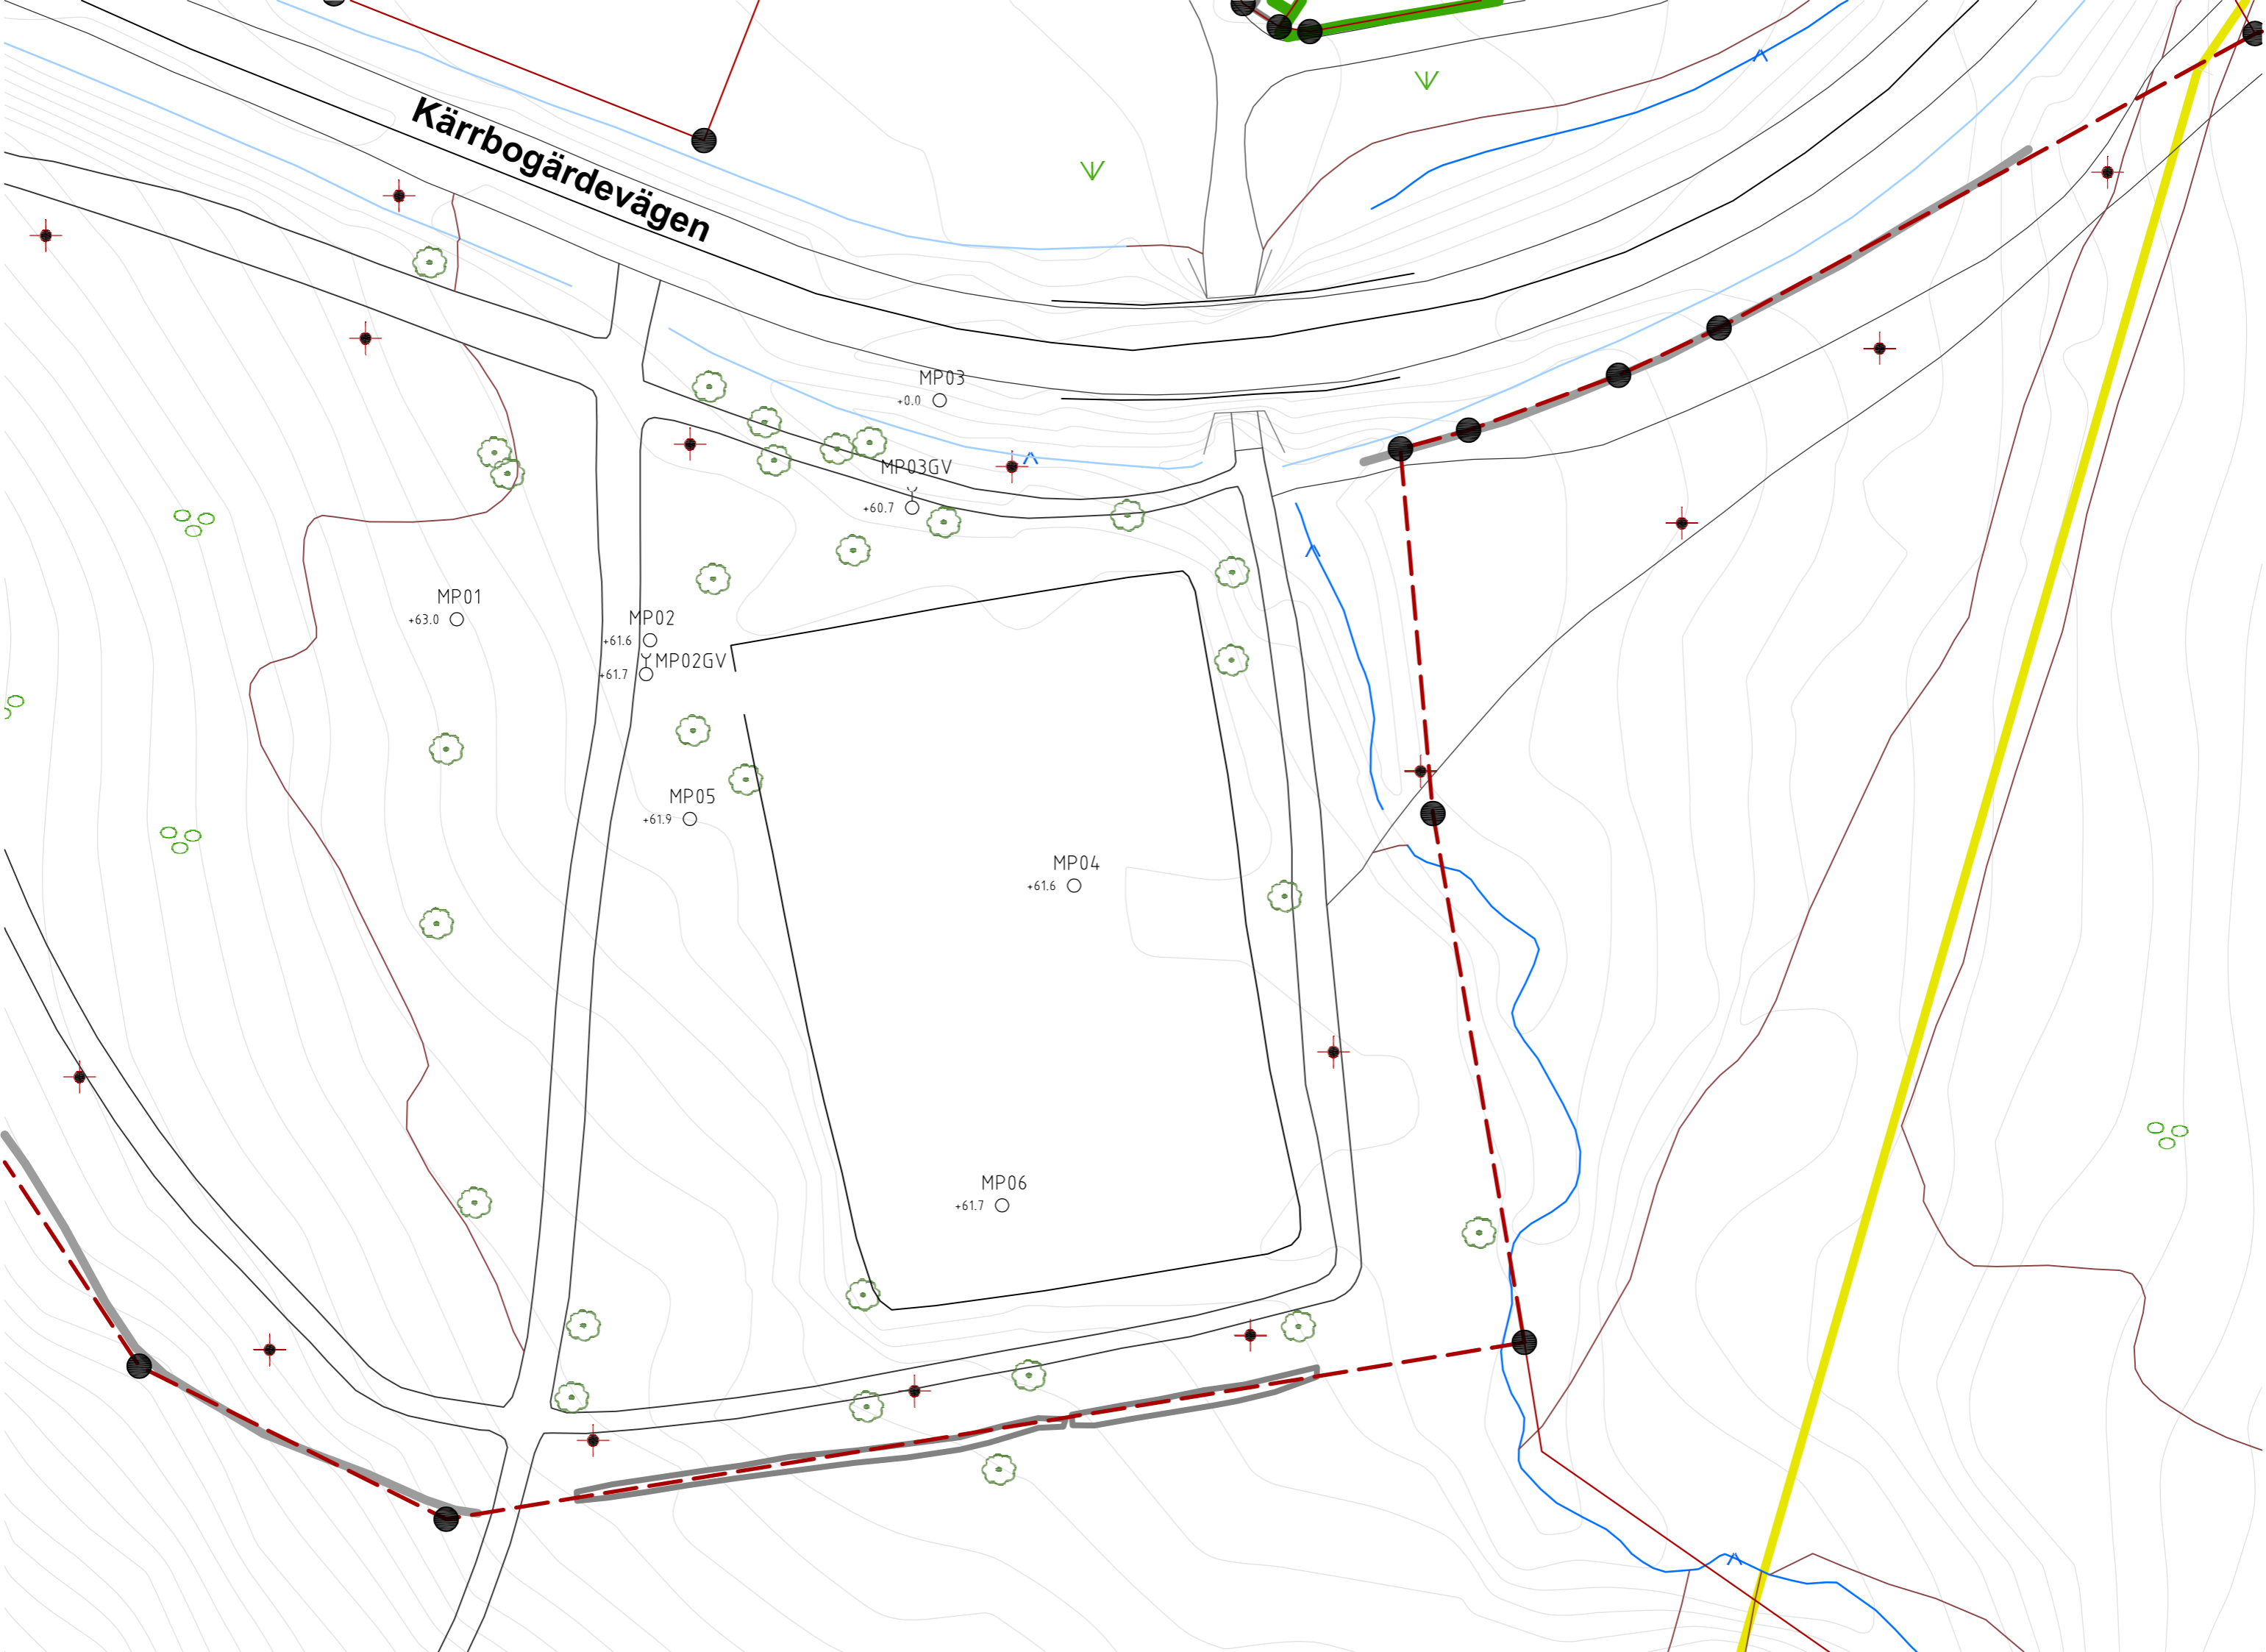 Kärrbogärdevägen
MP03
+0.0
MP03GV
+60.7
MP01
+63.0
MP02
+61.6
MP02GV
+61.7
MP05
+61.9
MP04
+61.6
MP06
+61.7